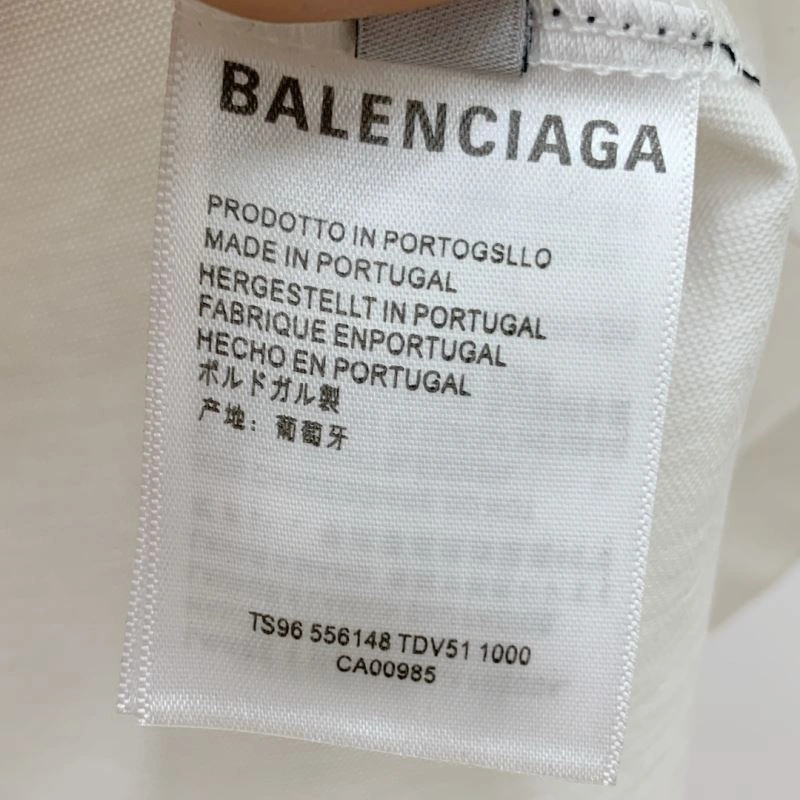 BALENCIAGA
PRODOTTO IN PORTOGSLLO
MADE IN PORTUGAL
HERGESTELLT IN PORTUGAL
FABRIQUE ENPORTUGAL
HECHO EN PORTUGAL
ポルドガル製
产地：葡萄牙
TS96 556148 TDV51 1000
CA00985